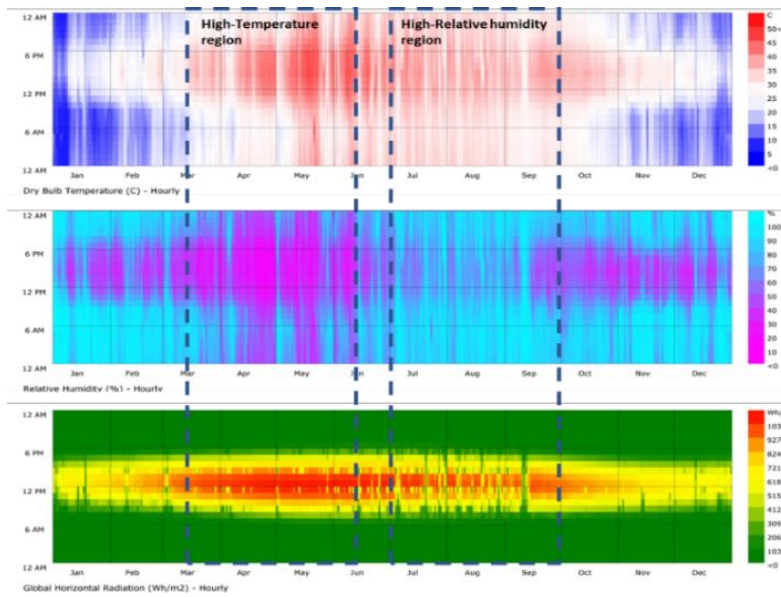 High-Temperature
region
High-Relative humidity
region
12 AM
6 PM
12 PM
6 AM
12 AM
Jan Feb Mar Apr May Jun Jul Aug Sep Oct Nov Dec
Dry Bulb Temperature (C) - Hourly
C
50<
45
40
35
30
25
20
15
10
5
<0
12 AM
6 PM
12 PM
6 AM
12 AM
Jan Feb Mar Apr May Jun Jul Aug Sep Oct Nov Dec
Relative Humidity (%) - Hourly
%
100
90
80
70
60
50
40
30
20
10
<0
12 AM
6 PM
12 PM
6 AM
12 AM
Jan Feb Mar Apr May Jun Jul Aug Sep Oct Nov Dec
Global Horizontal Radiation (Wh/m2) - Hourly
Wh/
103
927
824
721
618
515
412
309
206
103
<0